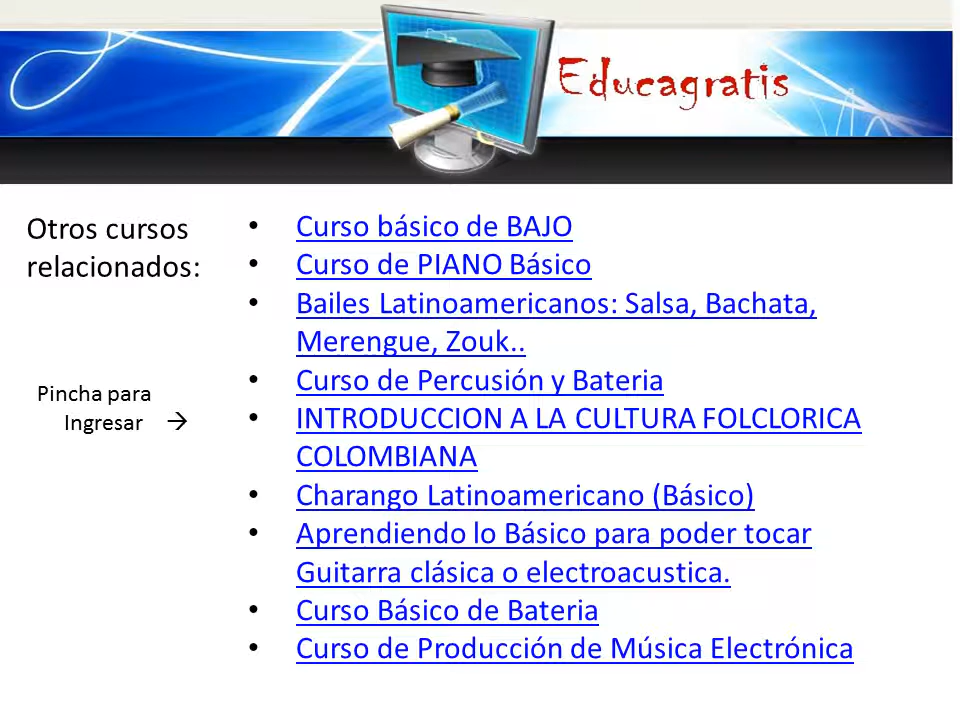 Educagratis
Otros cursos
relacionados:
Pincha para
Ingresar →
• Curso básico de BAJO
• Curso de PIANO Básico
• Bailes Latinoamericanos: Salsa, Bachata,
Merengue, Zouk..
• Curso de Percusión y Bateria
• INTRODUCCION A LA CULTURA FOLCLORICA
COLOMBIANA
• Charango Latinoamericano (Básico)
• Aprendiendo lo Básico para poder tocar
Guitarra clásica o electroacustica.
• Curso Básico de Bateria
• Curso de Producción de Música Electrónica